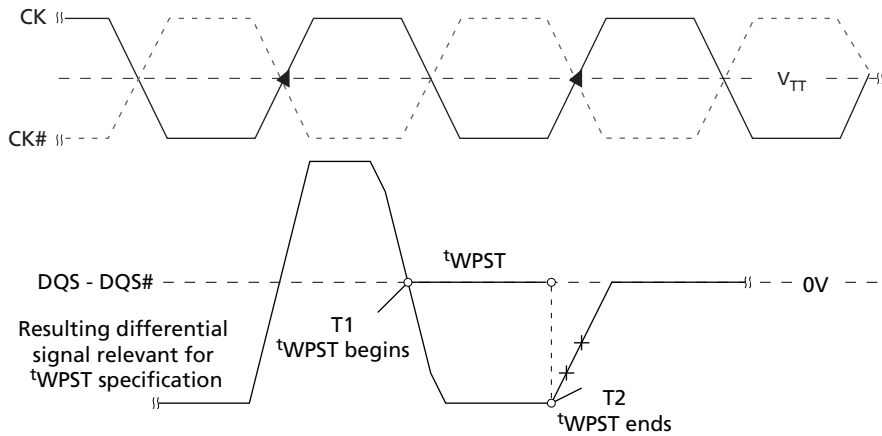 CK
V_TT
CK#
tWPST
DQS - DQS#
0V
T1
tWPST begins
Resulting differential
signal relevant for
tWPST specification
T2
tWPST ends